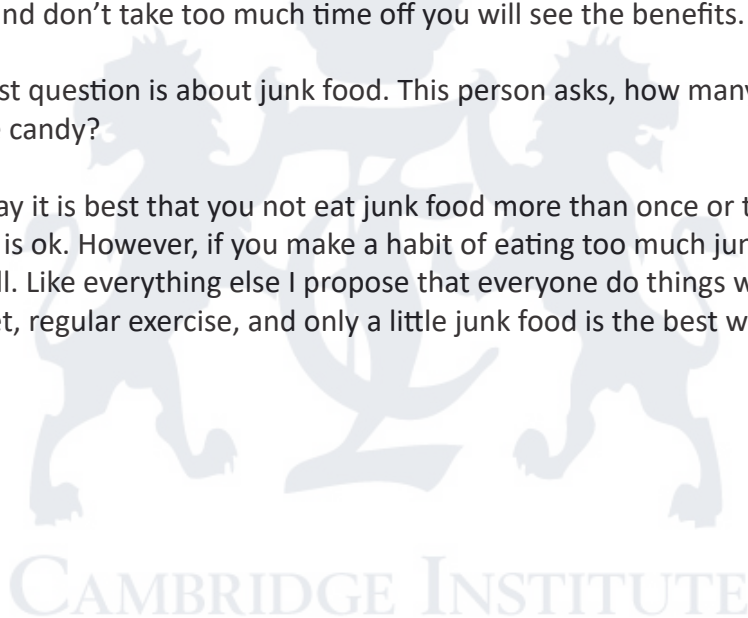 nd don’t take too much time off you will see the benefits.
st question is about junk food. This person asks, how many
candy?
ay it is best that you not eat junk food more than once or t
is ok. However, if you make a habit of eating too much jun
ll. Like everything else I propose that everyone do things w
et, regular exercise, and only a little junk food is the best w
CAMBRIDGE INSTITUTE